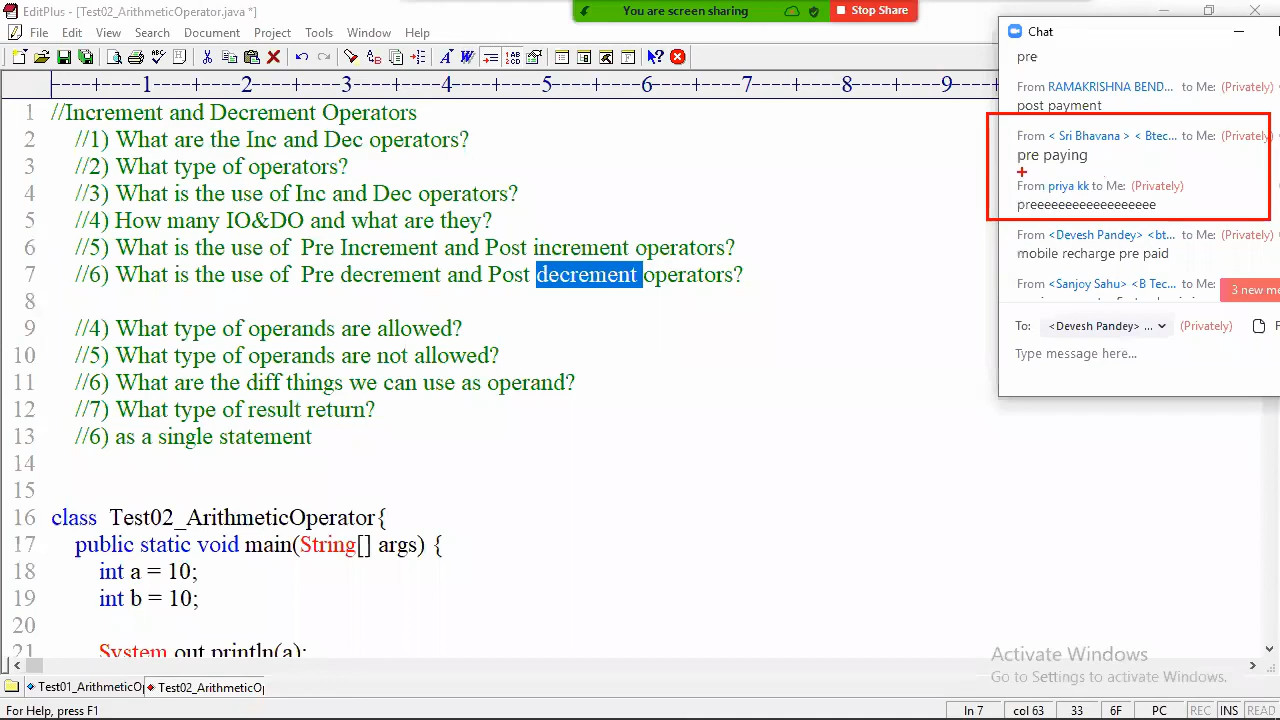 EditPlus - [Test02_ArithmeticOperator.java *]
You are screen sharing
Stop Share
File Edit View Search Document Project Tools Window Help
----+----1----+----2----+----3----+----4----+----5----+----6----+----7----+----8----+----9----+
1 //Increment and Decrement Operators
2 //1) What are the Inc and Dec operators?
3 //2) What type of operators?
4 //3) What is the use of Inc and Dec operators?
5 //4) How many IO&DO and what are they?
6 //5) What is the use of Pre Increment and Post increment operators?
7 //6) What is the use of Pre decrement and Post decrement operators?
8
9 //4) What type of operands are allowed?
10 //5) What type of operands are not allowed?
11 //6) What are the diff things we can use as operand?
12 //7) What type of result return?
13 //6) as a single statement
14
15
16 class Test02_ArithmeticOperator{
17 public static void main(String[] args) {
18 int a = 10;
19 int b = 10;
20
21 System.out.println(a);
Chat
pre
From RAMAKRISHNA BEND... to Me: (Privately)
post payment
From < Sri Bhavana > < Btec... to Me: (Privately)
pre paying
From priya kk to Me: (Privately)
preeeeeeeeeeeeeeeeee
From <Devesh Pandey> <bt... to Me: (Privately)
mobile recharge pre paid
From <Sanjoy Sahu> <B Tec...
3 new me
To: <Devesh Pandey> ... (Privately)
Type message here...
Activate Windows
Go to Settings to activate Windows.
Test01_ArithmeticO Test02_ArithmeticO
For Help, press F1
ln 7 col 63 33 6F PC REC INS READ